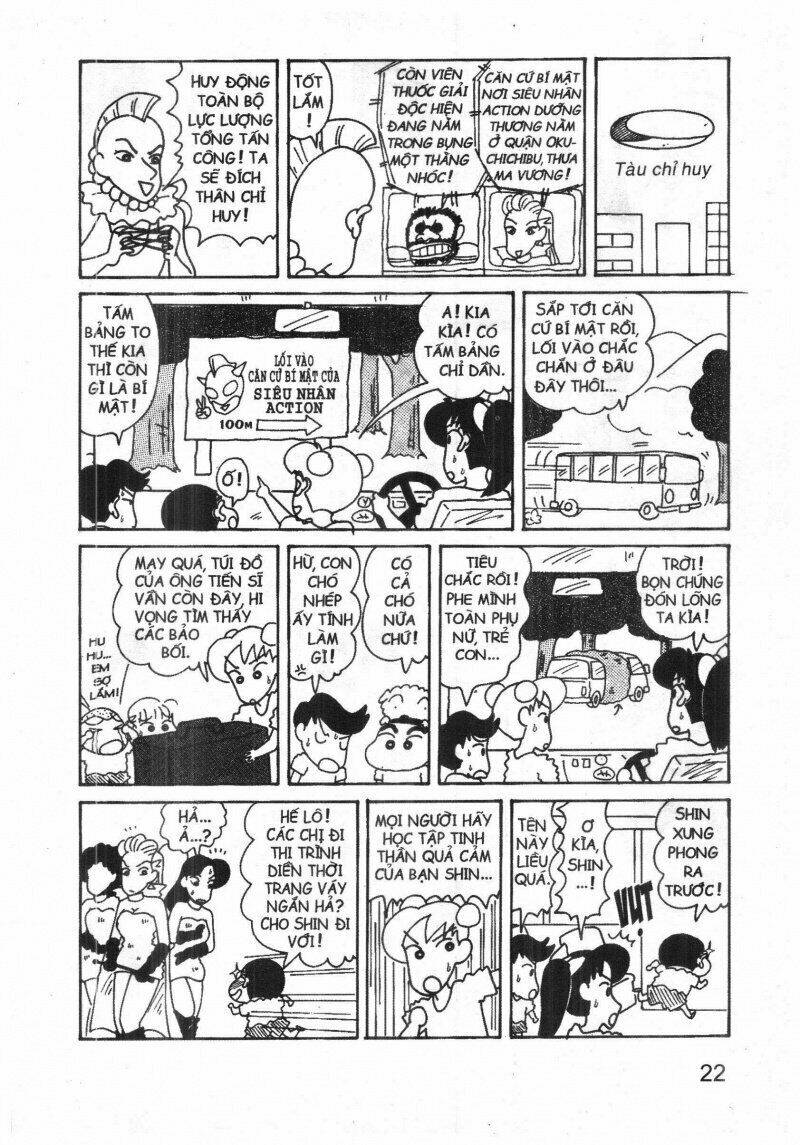 Tàu chỉ huy
CĂN CỨ BÍ MẬT
NƠI SIÊU NHÂN
ACTION DƯỠNG
THƯƠNG NẰM
Ở QUẬN OKU-
CHICHIBU, THƯA
MA VƯƠNG!
CÒN VIÊN
THUỐC GIẢI
ĐỘC HIỆN
ĐANG NẰM
TRONG BỤNG
MỘT THẰNG
NHÓC!
TỐT
LẮM
!
HUY ĐỘNG
TOÀN BỘ
LỰC LƯỢNG
TỔNG TẤN
CÔNG! TA
SẼ ĐÍCH
THÂN CHỈ
HUY!
SẮP TỚI CĂN
CỨ BÍ MẬT RỒI,
LỐI VÀO CHẮC
CHẮN Ở ĐÂU
ĐÂY THÔI...
A! KIA
KÌA! CÓ
TẤM BẢNG
CHỈ DẪN.
LỐI VÀO
CĂN CỨ BÍ MẬT CỦA
SIÊU NHÂN
ACTION
100M
Ố!
TẤM
BẢNG TO
THẾ KIA
THÌ CÒN
GÌ LÀ BÍ
MẬT!
TRỜI!
BỌN CHÚNG
ĐÓN LÕNG
TA KÌA!
TIÊU
CHẮC RỒI!
PHE MÌNH
TOÀN PHỤ
NỮ, TRẺ
CON...
CÓ
CẢ
CHÓ
NỮA
CHỨ!
HỪ, CON
CHÓ
NHÉP
ẤY TÍNH
LÀM
GÌ!
MAY QUÁ, TÚI ĐỒ
CỦA ÔNG TIẾN SĨ
VẪN CÒN ĐÂY, HI
VỌNG TÌM THẤY
CÁC BẢO
BỐI.
HU
HU...
EM
SỢ
LẮM!
SHIN
XUNG
PHONG
RA
TRƯỚC!
VÚT
Ơ
KÌA,
SHIN
...!
TÊN
NÀY
LIỀU
QUÁ.
MỌI NGƯỜI HÃY
HỌC TẬP TINH
THẦN QUẢ CẢM
CỦA BẠN SHIN...
HẾ LÔ!
CÁC CHỊ ĐI
THI TRÌNH
DIỄN THỜI
TRANG VÁY
NGẮN HẢ?
CHO SHIN ĐI
VỚI!
HẢ...
Ả...?
22